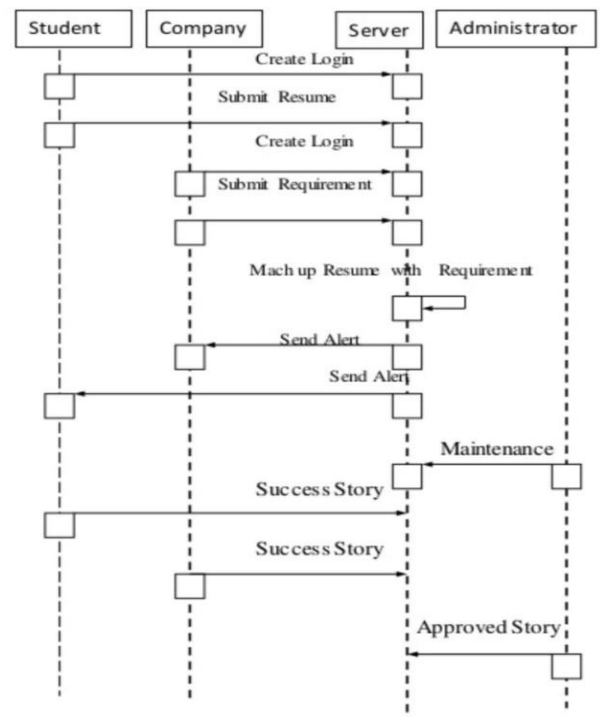 Student
Company
Server
Administrator
Create Login
Submit Resume
Create Login
Submit Requirement
Mach up Resume with Requirement
Send Alert
Send Alert
Maintenance
Success Story
Success Story
Approved Story